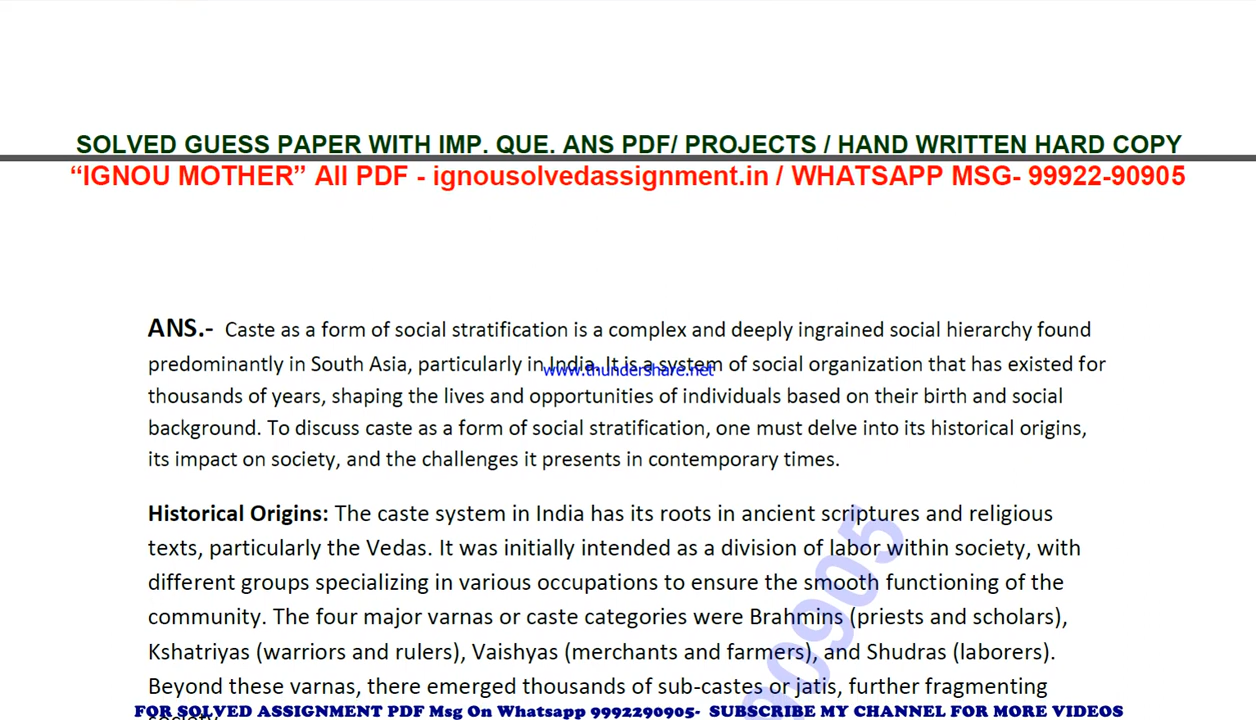 SOLVED GUESS PAPER WITH IMP. QUE. ANS PDF/ PROJECTS / HAND WRITTEN HARD COPY
“IGNOU MOTHER” All PDF - ignousolvedassignment.in / WHATSAPP MSG- 99922-90905
ANS.- Caste as a form of social stratification is a complex and deeply ingrained social hierarchy found
predominantly in South Asia, particularly in India. It is a system of social organization that has existed for
www.thundershare.net
thousands of years, shaping the lives and opportunities of individuals based on their birth and social
background. To discuss caste as a form of social stratification, one must delve into its historical origins,
its impact on society, and the challenges it presents in contemporary times.
Historical Origins: The caste system in India has its roots in ancient scriptures and religious
texts, particularly the Vedas. It was initially intended as a division of labor within society, with
different groups specializing in various occupations to ensure the smooth functioning of the
community. The four major varnas or caste categories were Brahmins (priests and scholars),
Kshatriyas (warriors and rulers), Vaishyas (merchants and farmers), and Shudras (laborers).
Beyond these varnas, there emerged thousands of sub-castes or jatis, further fragmenting
society.
FOR SOLVED ASSIGNMENT PDF Msg On Whatsapp 9992290905- SUBSCRIBE MY CHANNEL FOR MORE VIDEOS
90905